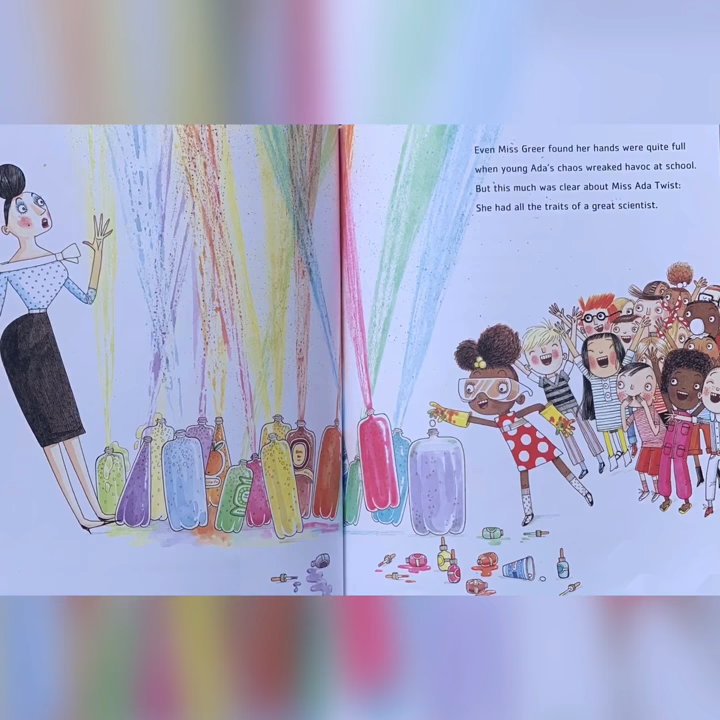 Even Miss Greer found her hands were quite full
when young Ada's chaos wreaked havoc at school.
But this much was clear about Miss Ada Twist:
She had all the traits of a great scientist.